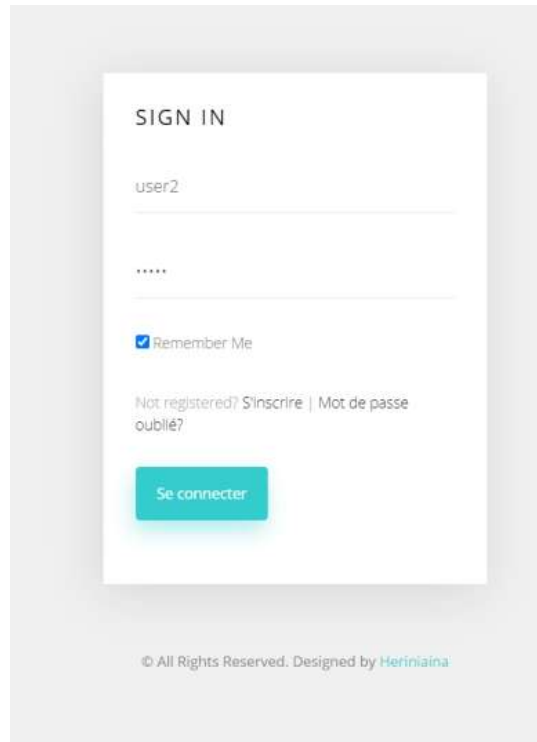 SIGN IN
user2
•••••
Remember Me
Not registered? S'inscrire | Mot de passe
oublié?
Se connecter
© All Rights Reserved. Designed by Heriniaina